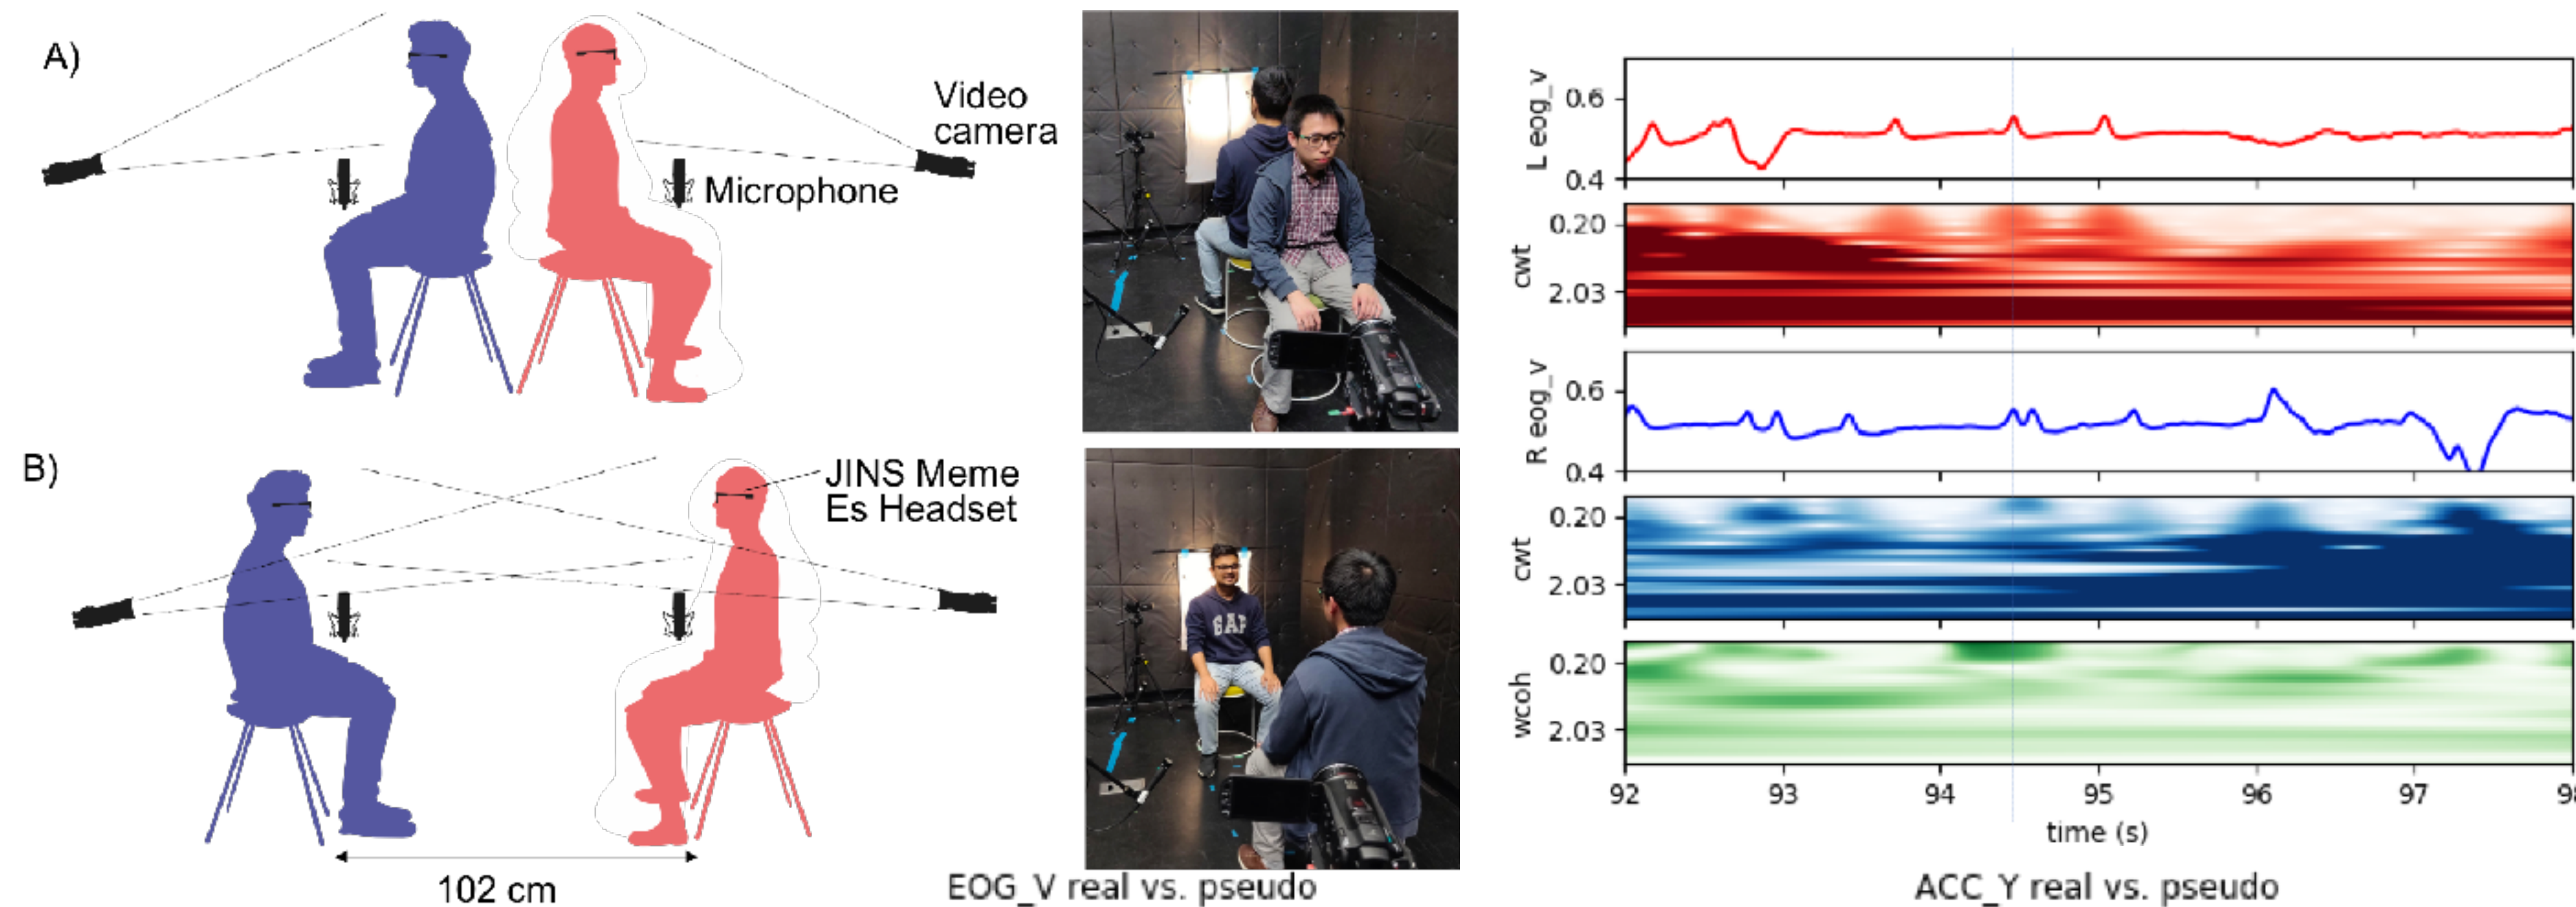 A)
Video
camera
Microphone
B)
JINS Meme
Es Headset
102 cm
GAP
EOG_V real vs. pseudo
L eog_v
0.6
0.4
cwt
0.20
2.03
R eog_v
0.6
0.4
cwt
0.20
2.03
wcoh
0.20
2.03
92 93 94 95 96 97 98
time (s)
ACC_Y real vs. pseudo